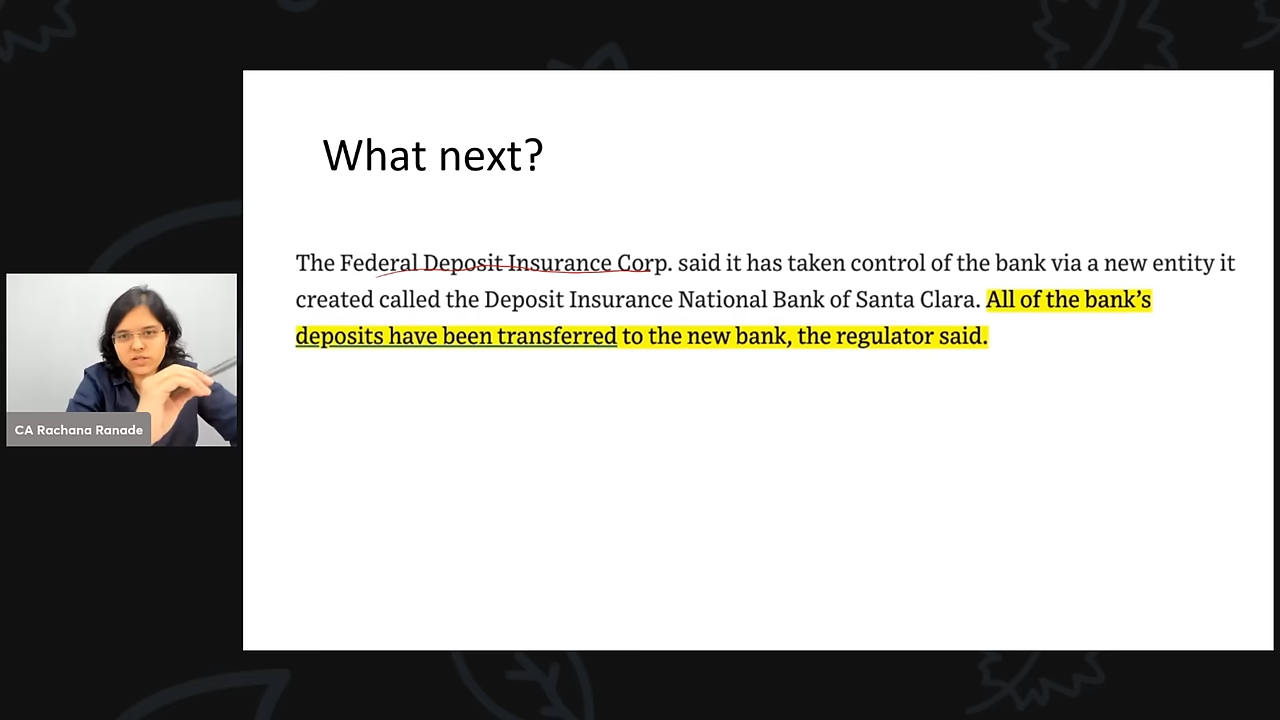 What next?
The Federal Deposit Insurance Corp. said it has taken control of the bank via a new entity it
created called the Deposit Insurance National Bank of Santa Clara. All of the bank’s
deposits have been transferred to the new bank, the regulator said.
CA Rachana Ranade